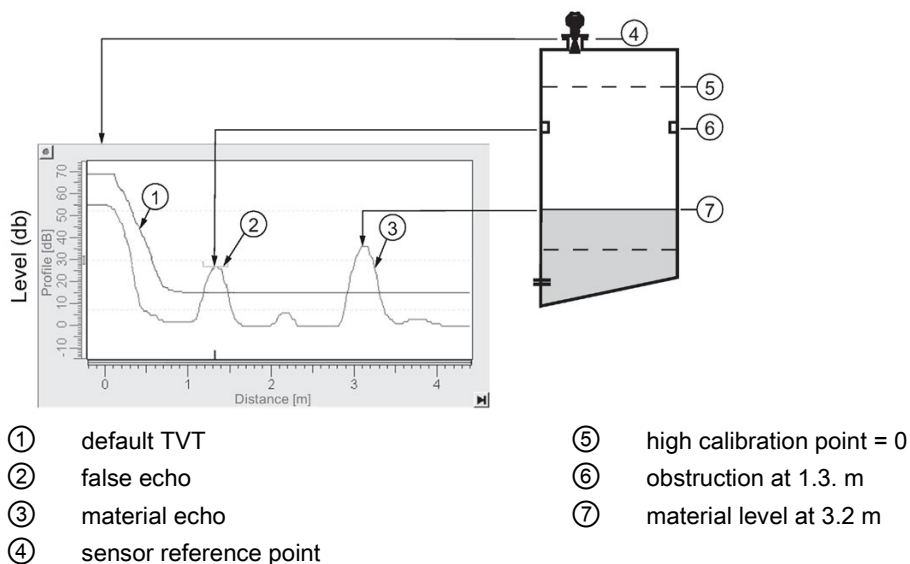 ④
⑤
⑥
⑦
①
②
③
Level (db)
Profile [dB]
70
60
50
40
30
20
10
0
-10
0 1 2 3 4
Distance [m]
① default TVT
② false echo
③ material echo
④ sensor reference point
⑤ high calibration point = 0
⑥ obstruction at 1.3. m
⑦ material level at 3.2 m